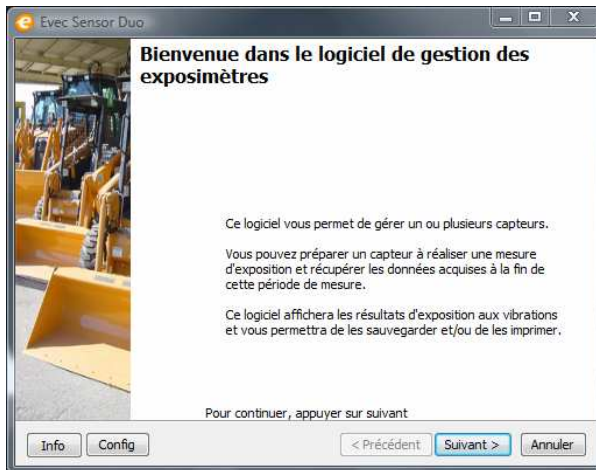 Evec Sensor Duo
Bienvenue dans le logiciel de gestion des
exposimètres
Ce logiciel vous permet de gérer un ou plusieurs capteurs.
Vous pouvez préparer un capteur à réaliser une mesure
d'exposition et récupérer les données acquises à la fin de
cette période de mesure.
Ce logiciel affichera les résultats d'exposition aux vibrations
et vous permettra de les sauvegarder et/ou de les imprimer.
Pour continuer, appuyer sur suivant
Info Config < Précédent Suivant > Annuler